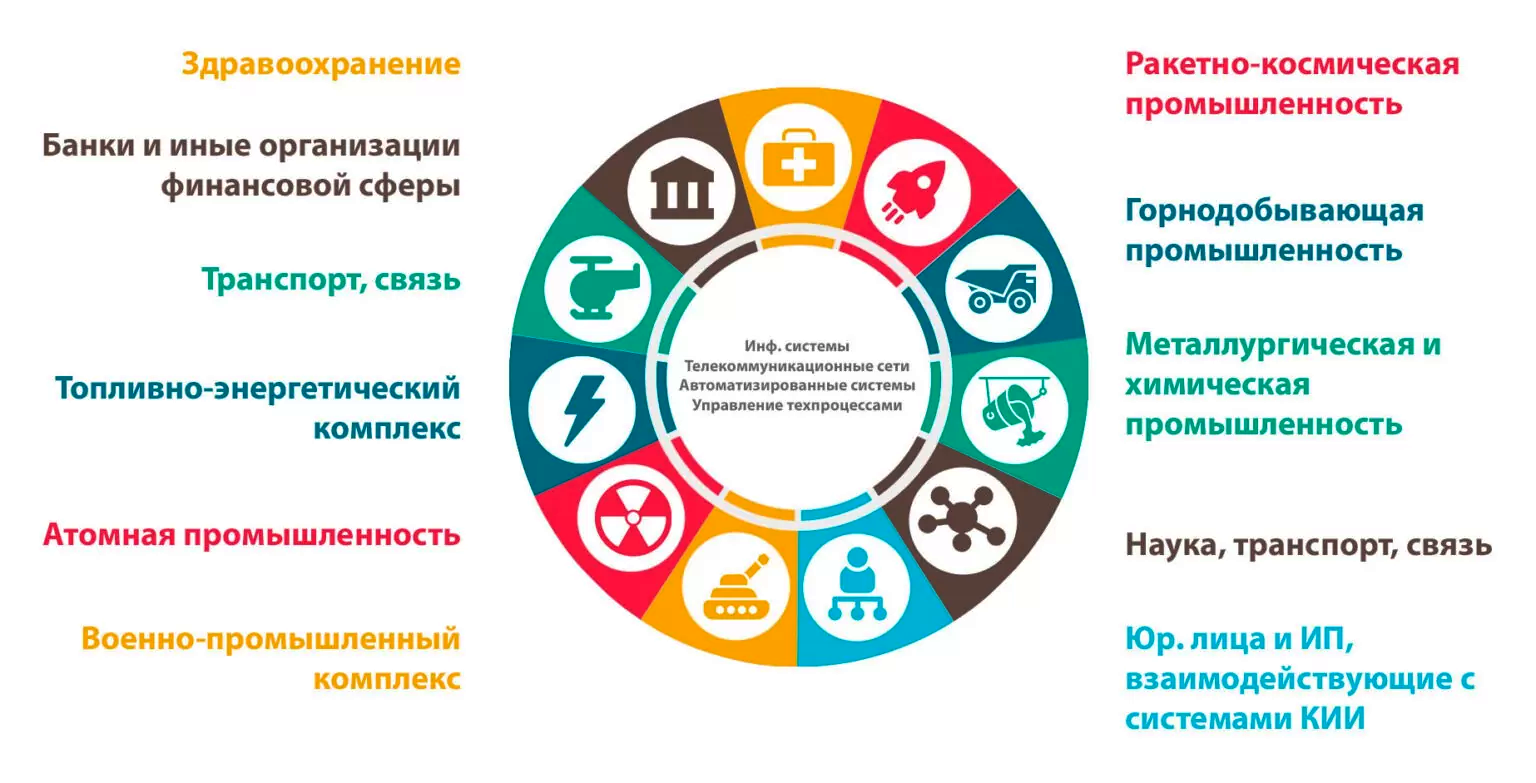 Здравоохранение
Банки и иные организации
финансовой сферы
Транспорт, связь
Топливно-энергетический
комплекс
Атомная промышленность
Военно-промышленный
комплекс
Инф. системы
Телекоммуникационные сети
Автоматизированные системы
Управление техпроцессами
Ракетно-космическая
промышленность
Горнодобывающая
промышленность
Металлургическая и
химическая
промышленность
Наука, транспорт, связь
Юр. лица и ИП,
взаимодействующие с
системами КИИ